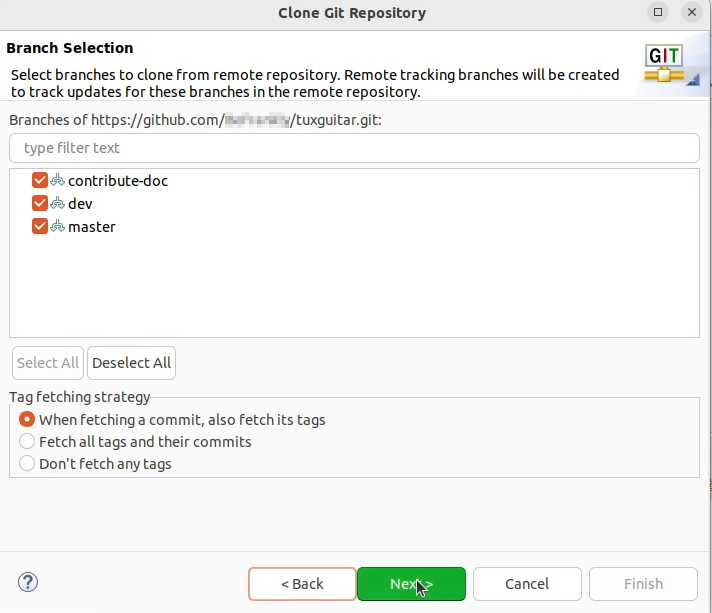 Clone Git Repository
Branch Selection
GIT
Select branches to clone from remote repository. Remote tracking branches will be created
to track updates for these branches in the remote repository.
Branches of https://github.com/ /tuxguitar.git:
type filter text
contribute-doc
dev
master
Select All Deselect All
Tag fetching strategy
When fetching a commit, also fetch its tags
Fetch all tags and their commits
Don't fetch any tags
? < Back Next > Cancel Finish